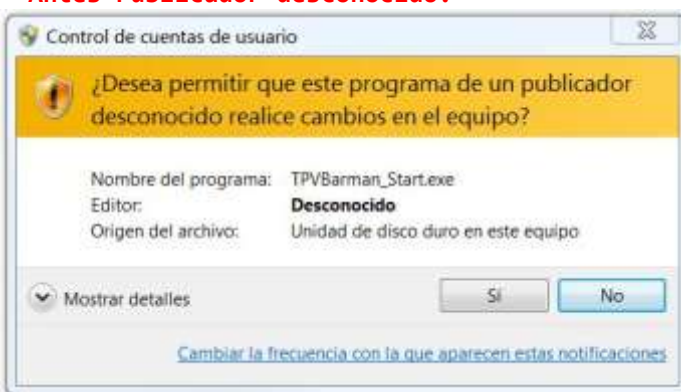 Antes Publicador desconocido.
Control de cuentas de usuario
¿Desea permitir que este programa de un publicador
desconocido realice cambios en el equipo?
Nombre del programa: TPVBarman_Start.exe
Editor: Desconocido
Origen del archivo: Unidad de disco duro en este equipo
Mostrar detalles Sí No
Cambiar la frecuencia con la que aparecen estas notificaciones